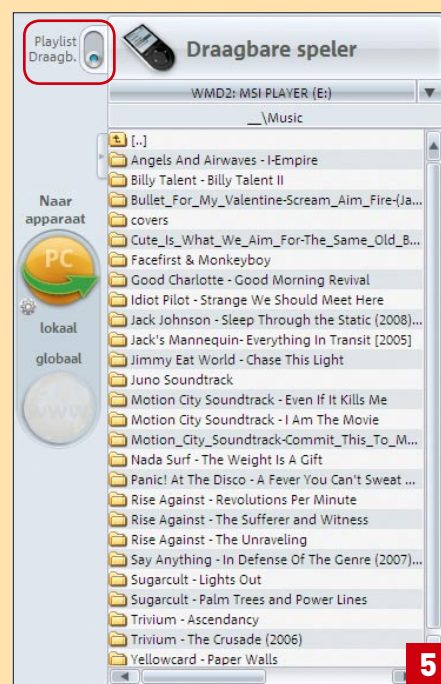 Playlist
Draagb.
Draagbare speler
WMD2: MSI PLAYER (E:)
__\Music
[..]
Angels And Airwaves - I-Empire
Billy Talent - Billy Talent II
Bullet_For_My_Valentine-Scream_Aim_Fire-(Ja...
covers
Cute_Is_What_We_Aim_For-The_Same_Old_B...
Facefirst & Monkeyboy
Good Charlotte - Good Morning Revival
Idiot Pilot - Strange We Should Meet Here
Jack Johnson - Sleep Through the Static (2008)...
Jack's Mannequin- Everything In Transit [2005]
Jimmy Eat World - Chase This Light
Juno Soundtrack
Motion City Soundtrack - Even If It Kills Me
Motion City Soundtrack - I Am The Movie
Motion_City_Soundtrack-Commit_This_To_M...
Nada Surf - The Weight Is A Gift
Panic! At The Disco - A Fever You Can't Sweat ...
Rise Against - Revolutions Per Minute
Rise Against - The Sufferer and Witness
Rise Against - The Unraveling
Say Anything - In Defense Of The Genre (2007)...
Sugarcult - Lights Out
Sugarcult - Palm Trees and Power Lines
Trivium - Ascendancy
Trivium - The Crusade (2006)
Yellowcard - Paper Walls
Naar
apparaat
PC
lokaal
globaal
www
5